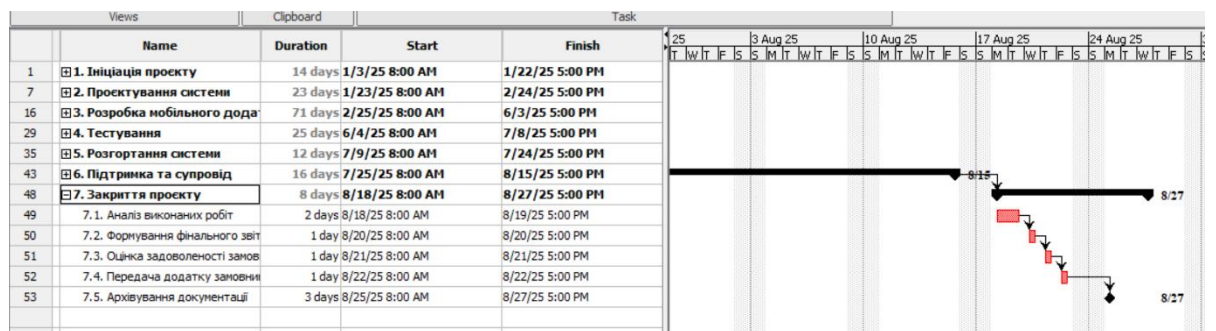 Views Clipboard Task
Name Duration Start Finish 25 3 Aug 25 10 Aug 25 17 Aug 25 24 Aug 25
T W T F S S M T W T F S S M T W T F S S M T W T F S S M T W T F S
1 1. Ініціація проєкту 14 days 1/3/25 8:00 AM 1/22/25 5:00 PM
7 2. Проєктування системи 23 days 1/23/25 8:00 AM 2/24/25 5:00 PM
16 3. Розробка мобільного дода 71 days 2/25/25 8:00 AM 6/3/25 5:00 PM
29 4. Тестування 25 days 6/4/25 8:00 AM 7/8/25 5:00 PM
35 5. Розгортання системи 12 days 7/9/25 8:00 AM 7/24/25 5:00 PM
43 6. Підтримка та супровід 16 days 7/25/25 8:00 AM 8/15/25 5:00 PM 8/15
48 7. Закриття проєкту 8 days 8/18/25 8:00 AM 8/27/25 5:00 PM 8/27
49 7.1. Аналіз виконаних робіт 2 days 8/18/25 8:00 AM 8/19/25 5:00 PM
50 7.2. Формування фінального звіт 1 day 8/20/25 8:00 AM 8/20/25 5:00 PM
51 7.3. Оцінка задоволеності замов 1 day 8/21/25 8:00 AM 8/21/25 5:00 PM
52 7.4. Передача додатку замовни 1 day 8/22/25 8:00 AM 8/22/25 5:00 PM
53 7.5. Архівування документації 3 days 8/25/25 8:00 AM 8/27/25 5:00 PM 8/27